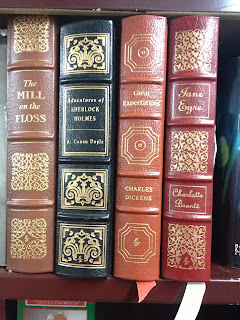 The
MILL
on the
FLOSS
Adventures of
SHERLOCK
HOLMES
A. Conan Doyle
Great
Expectations
CHARLES
DICKENS
Jane
Eyre
Charlotte
Brontë